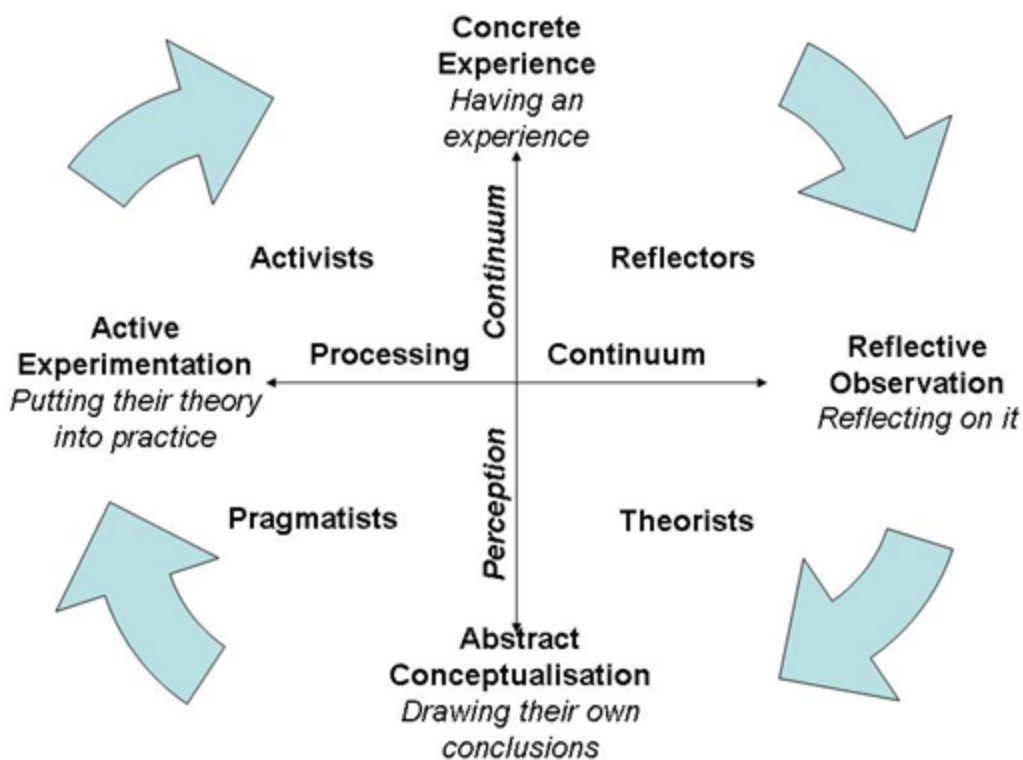 Concrete
Experience
Having an
experience
Activists
Reflectors
Continuum
Active
Experimentation
Putting their theory
into practice
Processing
Continuum
Reflective
Observation
Reflecting on it
Perception
Pragmatists
Theorists
Abstract
Conceptualisation
Drawing their own
conclusions